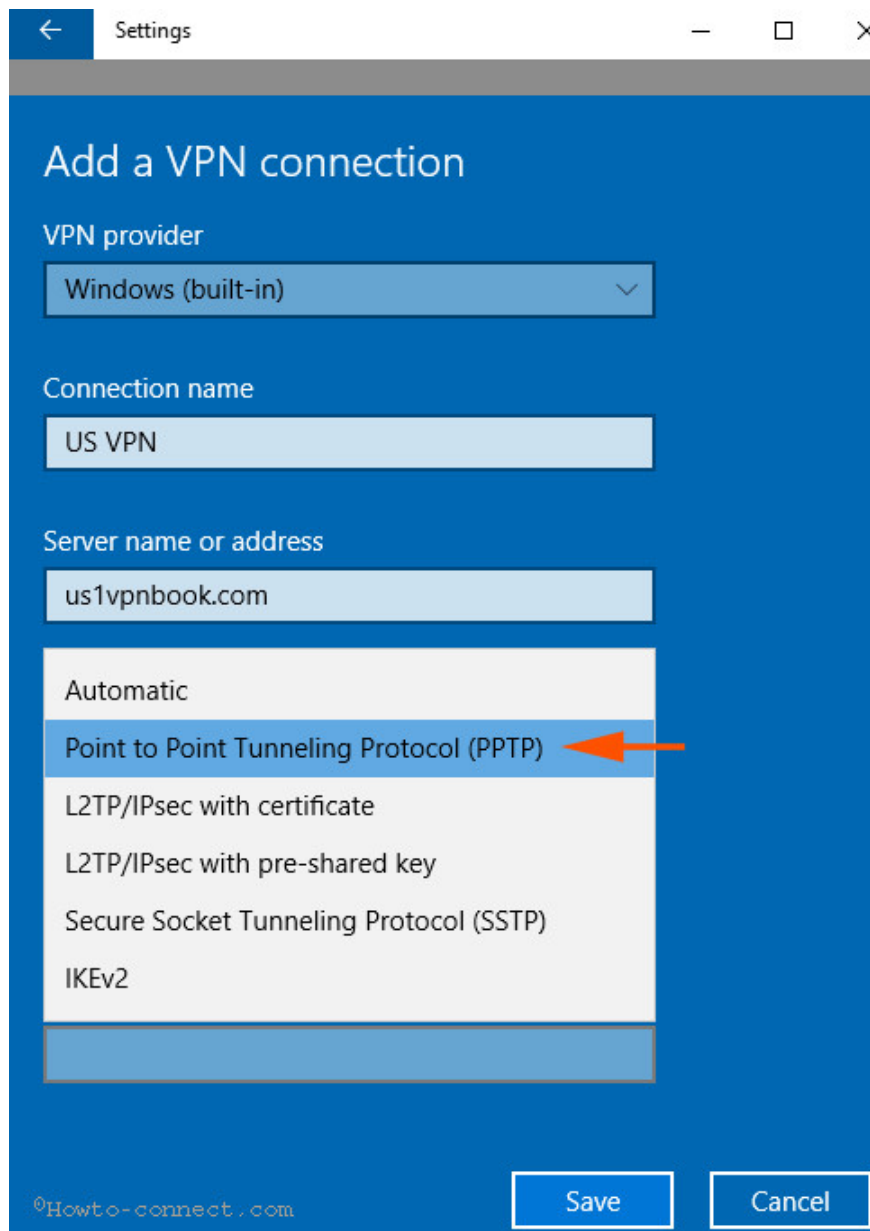 Settings
Add a VPN connection
VPN provider
Windows (built-in)
Connection name
US VPN
Server name or address
us1vpnbook.com
Automatic
Point to Point Tunneling Protocol (PPTP)
L2TP/IPsec with certificate
L2TP/IPsec with pre-shared key
Secure Socket Tunneling Protocol (SSTP)
IKEv2
Save
Cancel
©Howto-connect.com